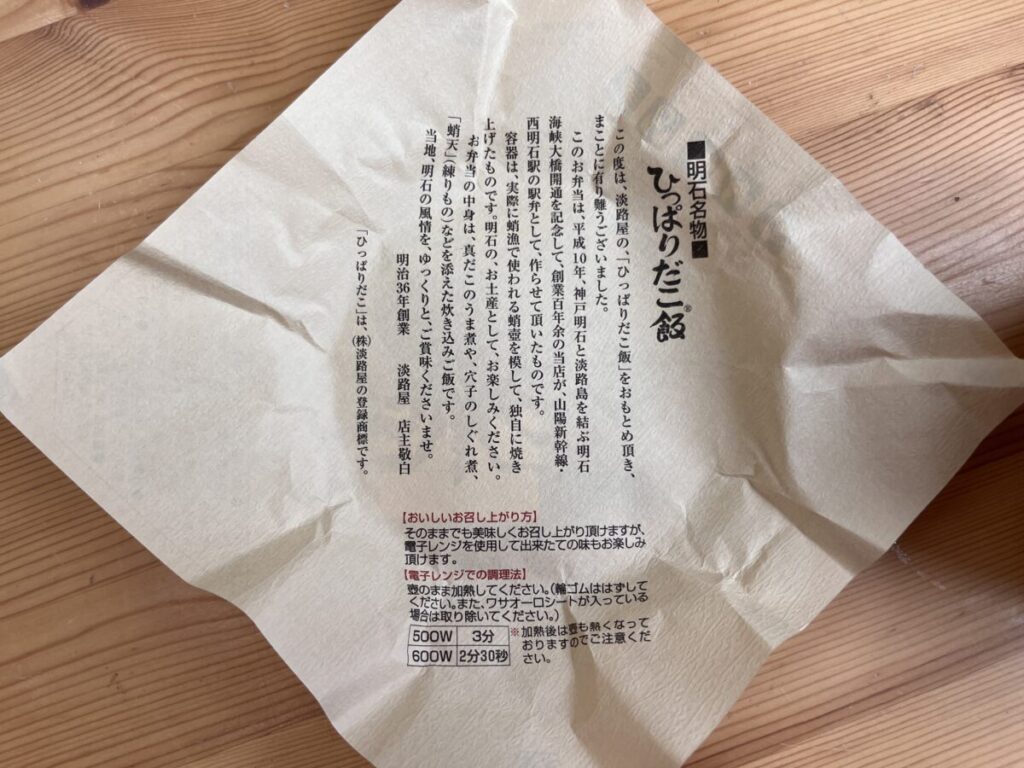 ■明石名物■
ひっぱりだこ飯®
この度は、淡路屋の「ひっぱりだこ飯」をおもとめ頂き、
まことに有り難うございました。
このお弁当は、平成10年、神戸明石と淡路島を結ぶ明石
海峡大橋開通を記念して、創業百年余の当店が、山陽新幹線・
西明石駅の駅弁として、作らせて頂いたものです。
容器は、実際に蛸漁で使われる蛸壺を模して、独自に焼き
上げたものです。明石の、お土産として、お楽しみください。
お弁当の中身は、真だこのうま煮や、穴子のしぐれ煮、
「蛸天」(練りもの)などを添えた炊き込みご飯です。
当地、明石の風情を、ゆっくりと、ご賞味くださいませ。
明治36年創業 淡路屋 店主敬白
「ひっぱりだこ」は、(株)淡路屋の登録商標です。
【おいしいお召し上がり方】
そのままでも美味しくお召し上がり頂けますが、
電子レンジを使用して出来たての味もお楽しみ
頂けます。
【電子レンジでの調理法】
壺のまま加熱してください。(輪ゴムははずして
ください。また、ワサオーロシートが入っている
場合は取り除いてください。)
500W 3分
600W 2分30秒
※加熱後は壺も熱くなって
おりますのでご注意くだ
さい。